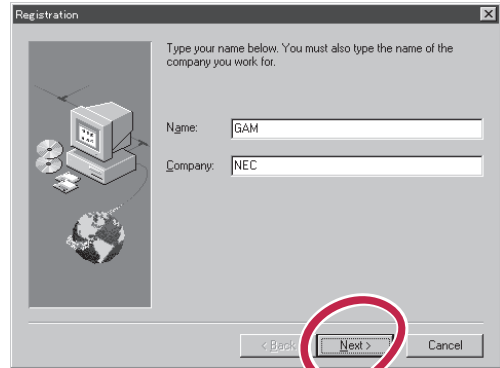 Registration
Type your name below. You must also type the name of the
company you work for.
Name:
GAM
Company:
NEC
< Back
Next >
Cancel